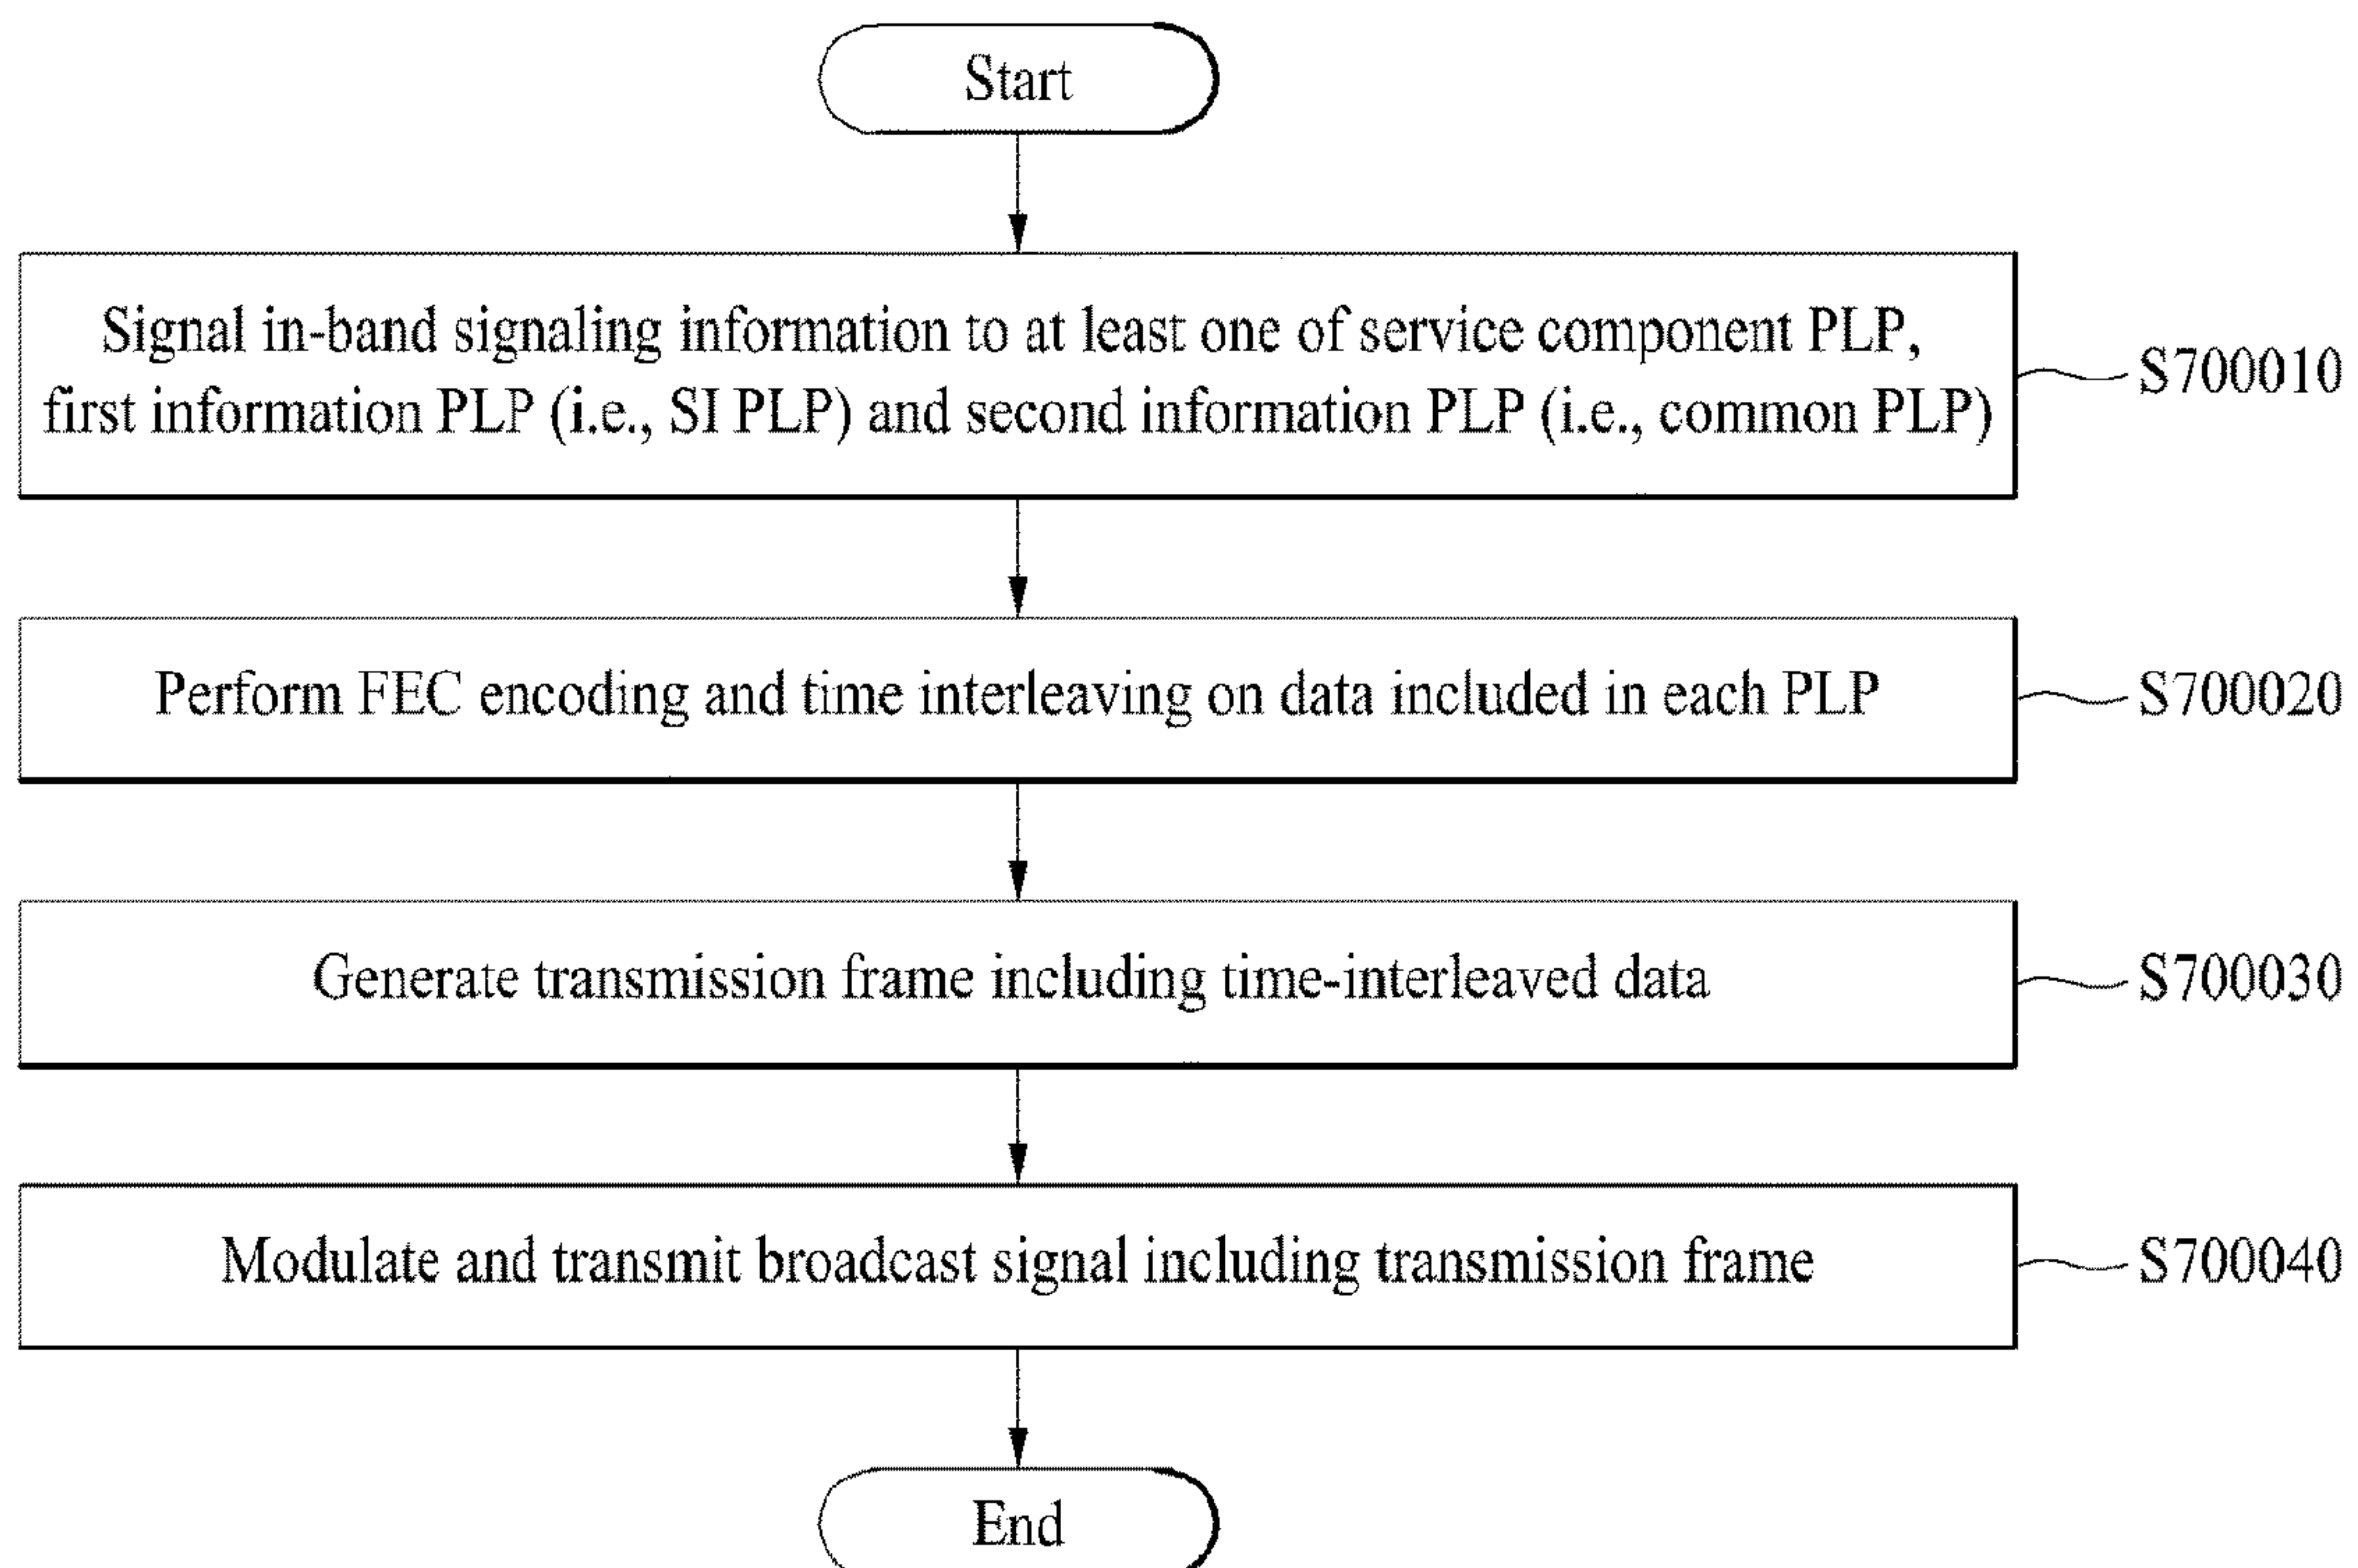 Start
Signal in-band signaling information to at least one of service component PLP,
first information PLP (i.e., SI PLP) and second information PLP (i.e., common PLP)
S700010
Perform FEC encoding and time interleaving on data included in each PLP
S700020
Generate transmission frame including time-interleaved data
S700030
Modulate and transmit broadcast signal including transmission frame
S700040
End